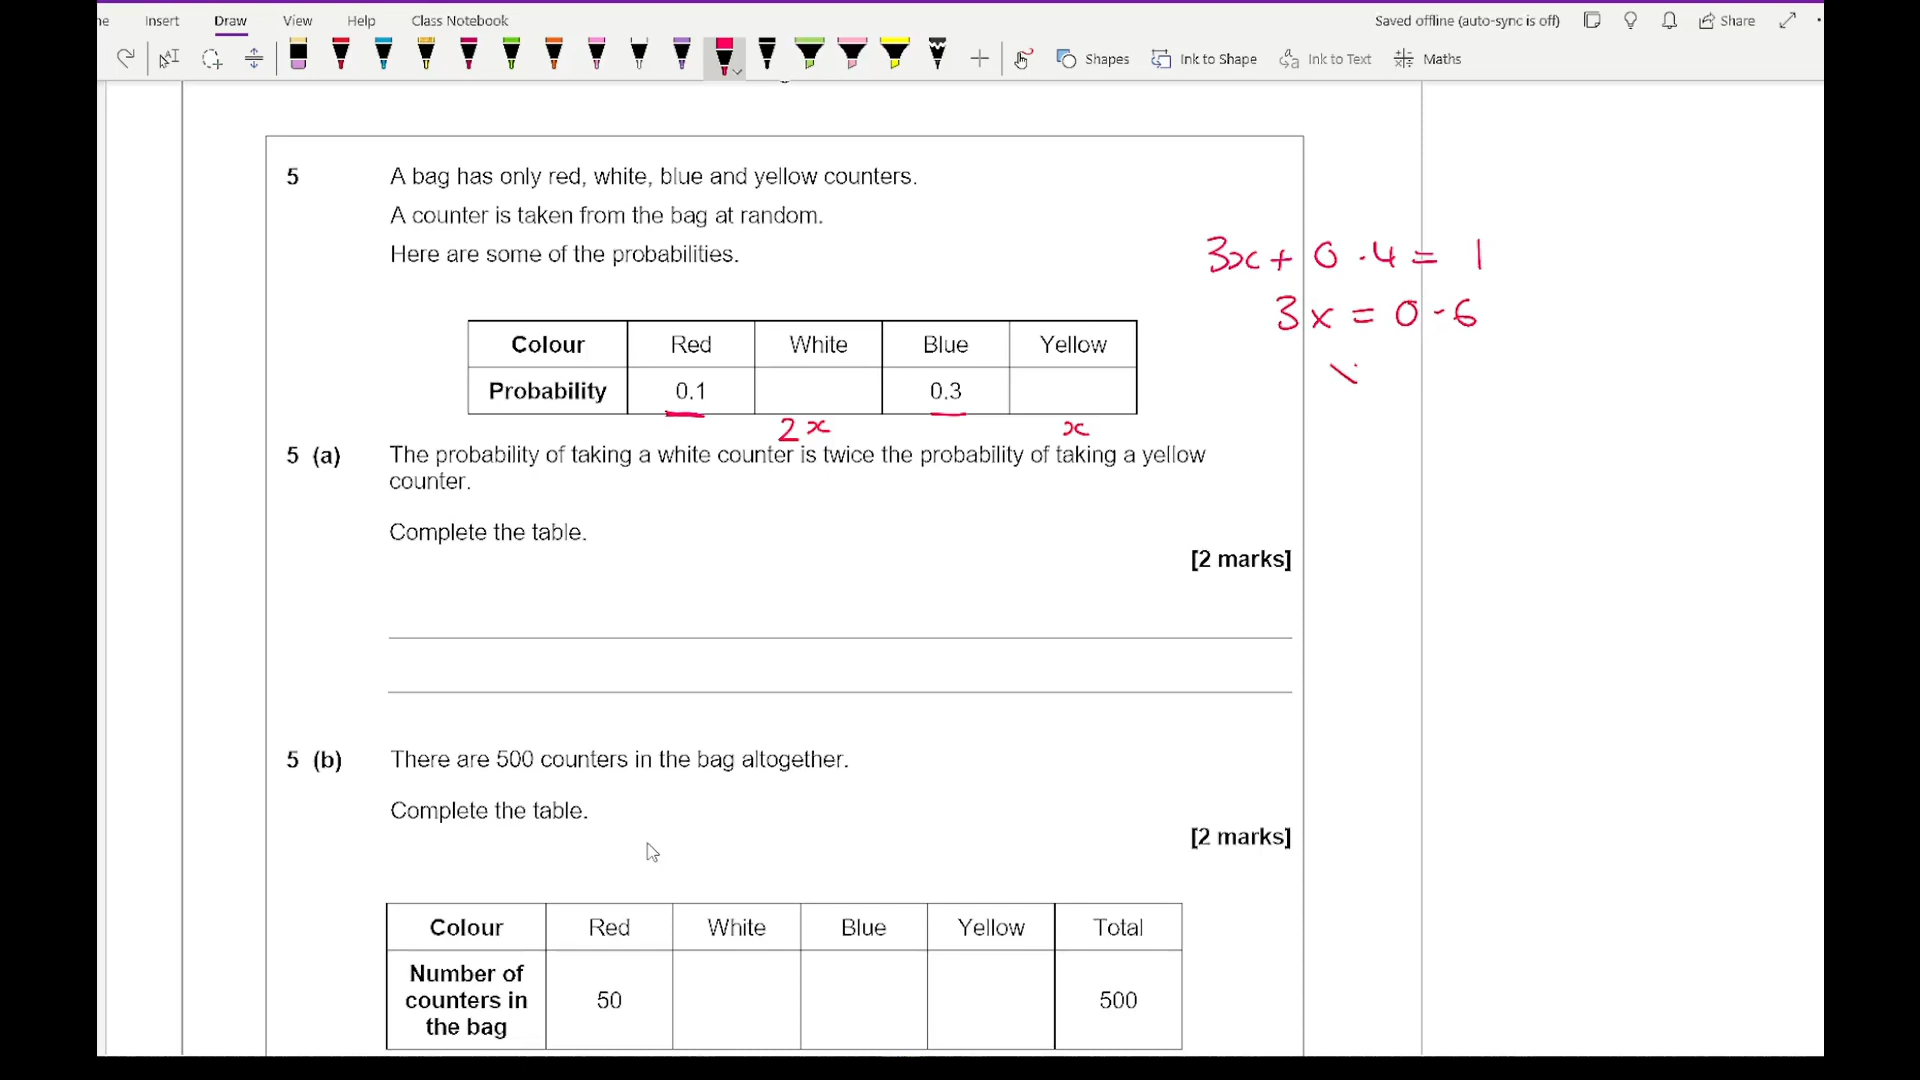 Insert Draw View Help Class Notebook Saved offline (auto-sync is off) Share
Shapes Ink to Shape Ink to Text Maths
5 A bag has only red, white, blue and yellow counters.
A counter is taken from the bag at random.
Here are some of the probabilities.
3x + 0.4 = 1
3x = 0.6
Colour Red White Blue Yellow
Probability 0.1 0.3
2x x
5 (a) The probability of taking a white counter is twice the probability of taking a yellow
counter.
Complete the table.
[2 marks]
5 (b) There are 500 counters in the bag altogether.
Complete the table.
[2 marks]
Colour Red White Blue Yellow Total
Number of
counters in 50 500
the bag